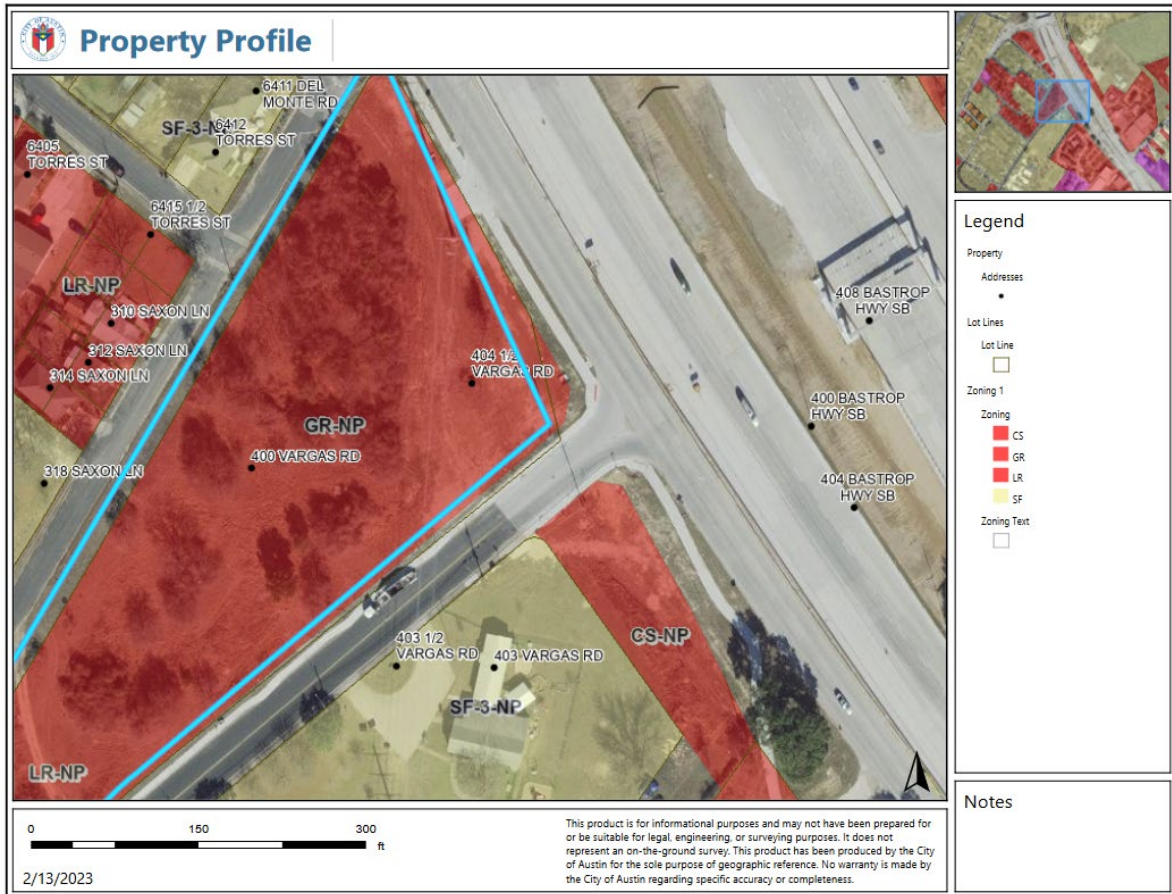 Property Profile
6411 DEL
MONTE RD
SF-3-NP
6412
TORRES ST
6405
TORRES ST
6415 1/2
TORRES ST
LR-NP
310 SAXON LN
312 SAXON LN
314 SAXON LN
318 SAXON LN
404 1/2
VARGAS RD
GR-NP
400 VARGAS RD
408 BASTROP
HWY SB
400 BASTROP
HWY SB
404 BASTROP
HWY SB
CS-NP
403 1/2
VARGAS RD
403 VARGAS RD
SF-3-NP
LR-NP
Legend
Property
Addresses
Lot Lines
Lot Line
Zoning 1
Zoning
CS
GR
LR
SF
Zoning Text
Notes
0 150 300
ft
2/13/2023
This product is for informational purposes and may not have been prepared for
or be suitable for legal, engineering, or surveying purposes. It does not
represent an on-the-ground survey. This product has been produced by the City
of Austin for the sole purpose of geographic reference. No warranty is made by
the City of Austin regarding specific accuracy or completeness.